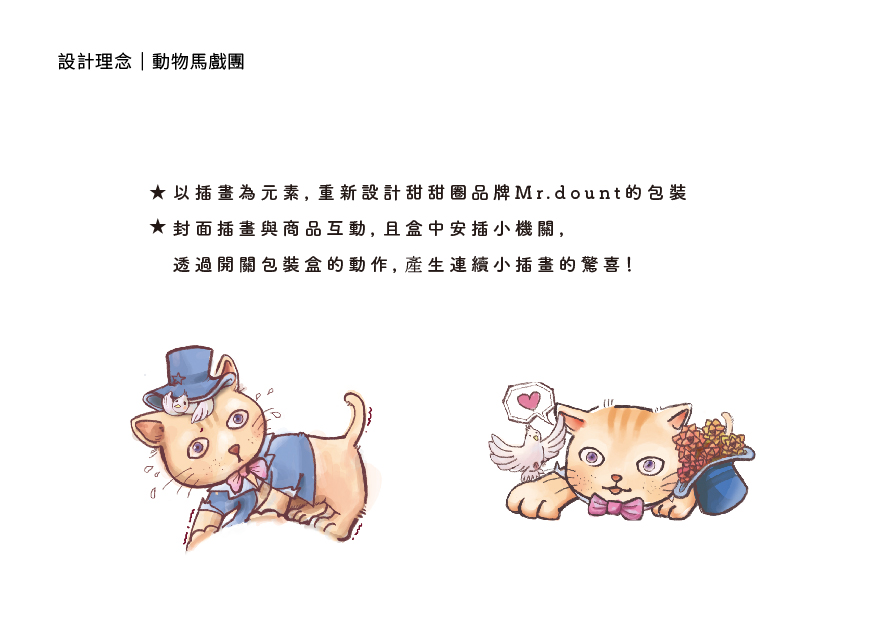 設計理念｜動物馬戲團
★ 以插畫為元素,重新設計甜甜圈品牌Mr.dount的包裝
★ 封面插畫與商品互動,且盒中安插小機關,
透過開關包裝盒的動作,產生連續小插畫的驚喜!